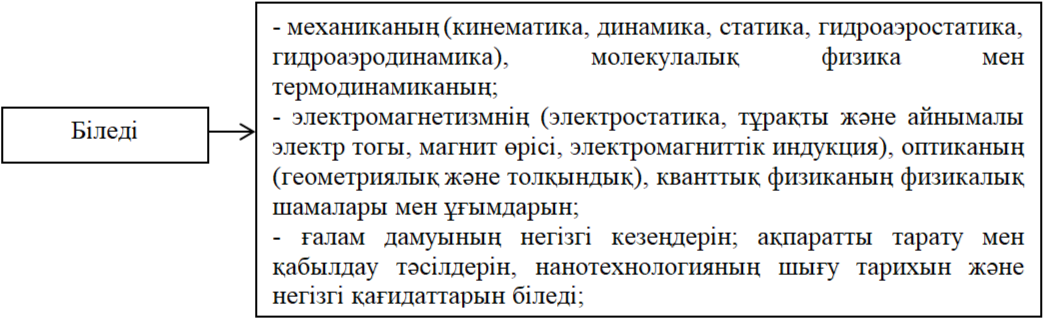 Біледі
- механиканың (кинематика, динамика, статика, гидроаэростатика,
гидроаэродинамика), молекулалық физика мен
термодинамиканың;
- электромагнетизмнің (электростатика, тұрақты және айнымалы
электр тогы, магнит өрісі, электромагниттік индукция), оптиканың
(геометриялық және толқындық), кванттық физиканың физикалық
шамалары мен ұғымдарын;
- ғалам дамуының негізгі кезеңдерін; ақпаратты тарату мен
қабылдау тәсілдерін, нанотехнологияның шығу тарихын және
негізгі қағидаттарын біледі;